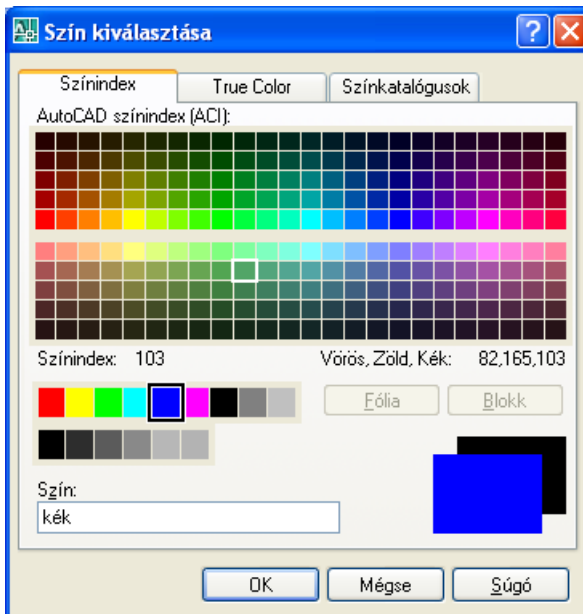 Szín kiválasztása
Színindex True Color Színkatalógusok
AutoCAD színindex (ACI):
Színindex: 103 Vörös, Zöld, Kék: 82,165,103
Fólia Blokk
Szín:
kék
OK Mégse Súgó